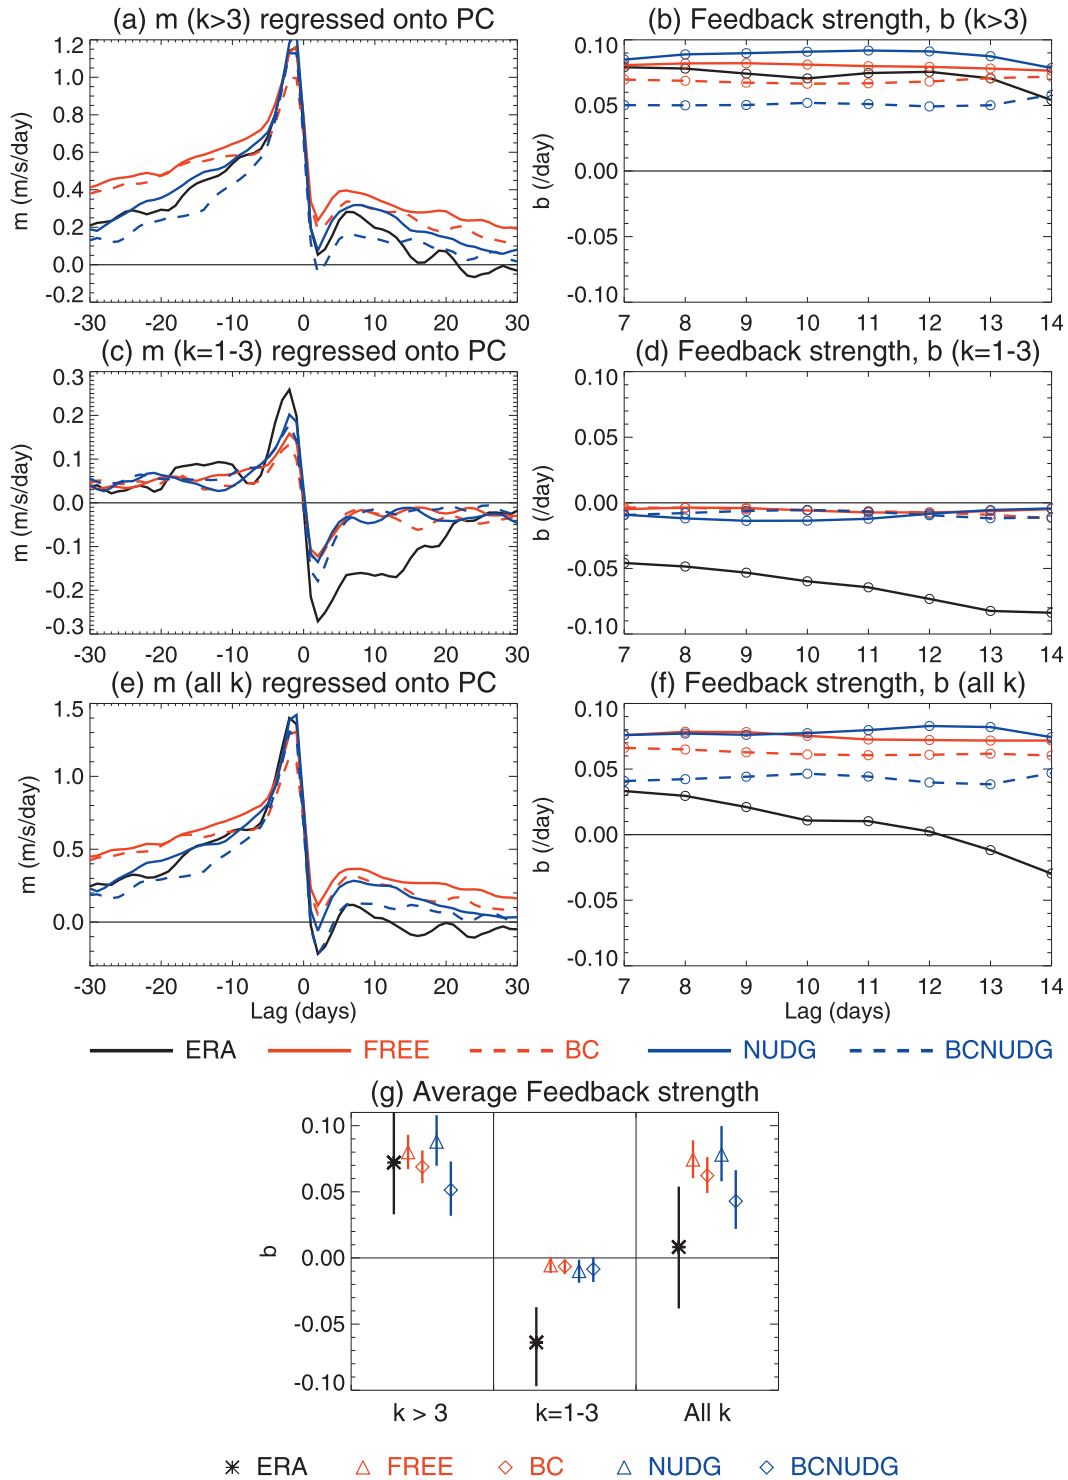 (a) m (k>3) regressed onto PC
(b) Feedback strength, b (k>3)
m (m/s/day)
1.2
1.0
0.8
0.6
0.4
0.2
0.0
-0.2
-30 -20 -10 0 10 20 30
b (/day)
0.10
0.05
0.00
-0.05
-0.10
7 8 9 10 11 12 13 14
(c) m (k=1-3) regressed onto PC
(d) Feedback strength, b (k=1-3)
m (m/s/day)
0.3
0.2
0.1
0.0
-0.1
-0.2
-0.3
-30 -20 -10 0 10 20 30
b (/day)
0.10
0.05
0.00
-0.05
-0.10
7 8 9 10 11 12 13 14
(e) m (all k) regressed onto PC
(f) Feedback strength, b (all k)
m (m/s/day)
1.5
1.0
0.5
0.0
-30 -20 -10 0 10 20 30
Lag (days)
b (/day)
0.10
0.05
0.00
-0.05
-0.10
7 8 9 10 11 12 13 14
Lag (days)
ERA FREE BC NUDG BCNUDG
(g) Average Feedback strength
b
0.10
0.05
0.00
-0.05
-0.10
k > 3 k=1-3 All k
ERA FREE BC NUDG BCNUDG